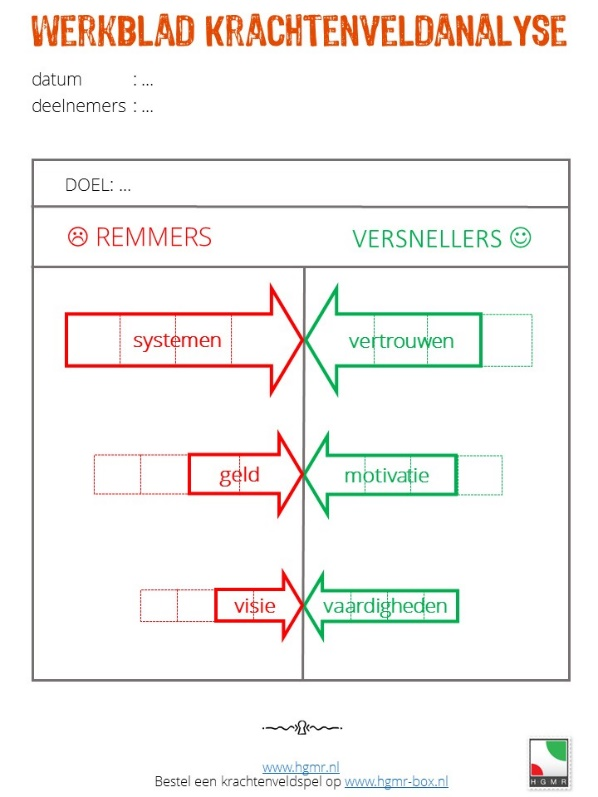 WERKBLAD KRACHTENVELDANALYSE
datum : ...
deelnemers : ...
DOEL: ...
☹ REMMERS
VERSNELLERS ☺
systemen
vertrouwen
geld
motivatie
visie
vaardigheden
www.hgmr.nl
Bestel een krachtenveldspel op www.hgmr-box.nl
HGMR